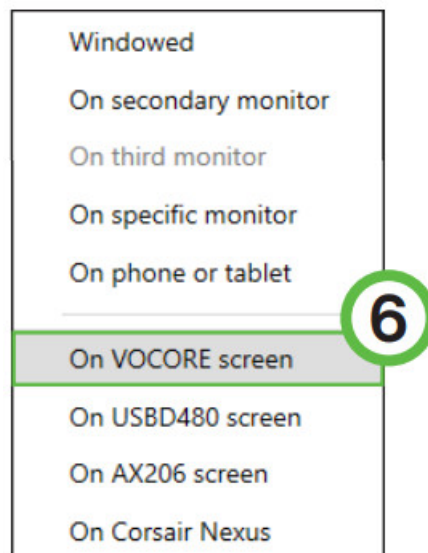 Windowed
On secondary monitor
On third monitor
On specific monitor
On phone or tablet
6
On VOCORE screen
On USBD480 screen
On AX206 screen
On Corsair Nexus